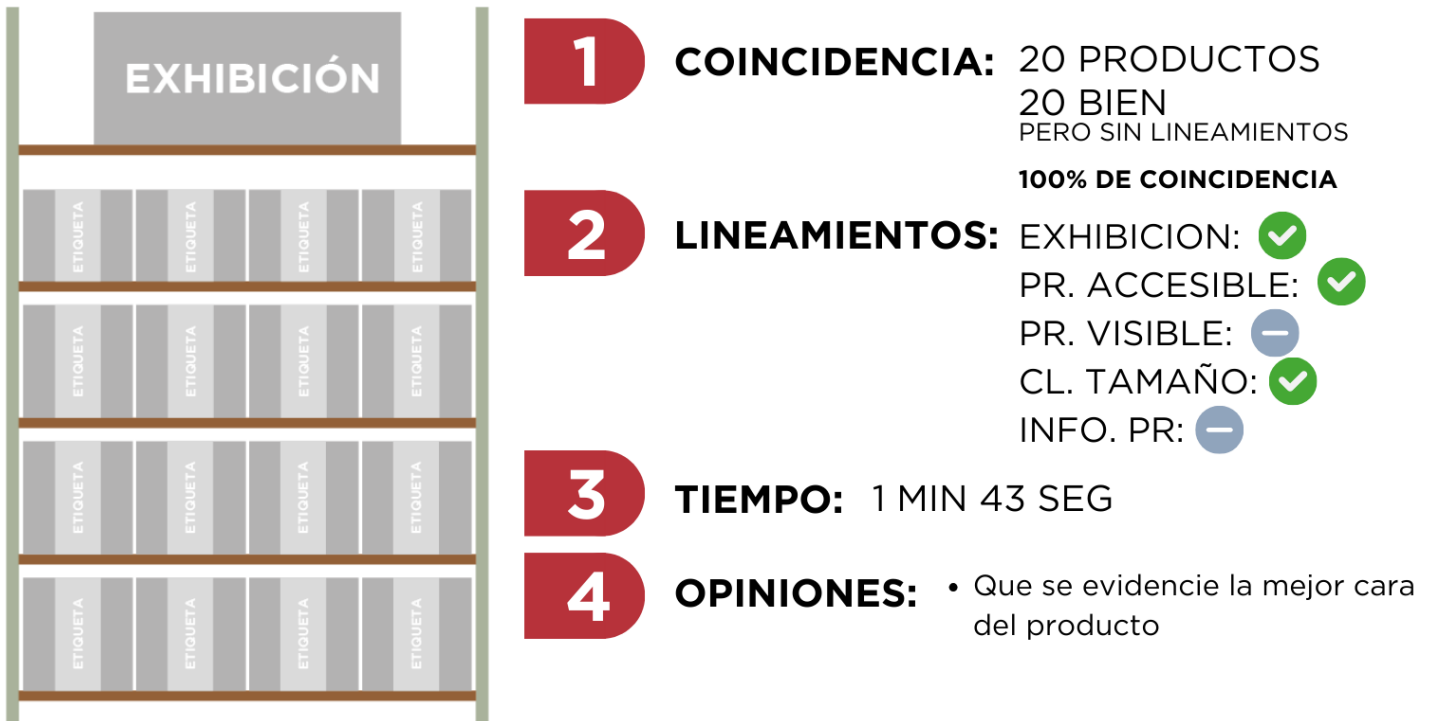 EXHIBICIÓN
ETIQUETA ETIQUETA ETIQUETA ETIQUETA
ETIQUETA ETIQUETA ETIQUETA ETIQUETA
ETIQUETA ETIQUETA ETIQUETA ETIQUETA
ETIQUETA ETIQUETA ETIQUETA ETIQUETA
1 COINCIDENCIA: 20 PRODUCTOS
20 BIEN
PERO SIN LINEAMIENTOS
100% DE COINCIDENCIA
2 LINEAMIENTOS: EXHIBICION:
PR. ACCESIBLE:
PR. VISIBLE:
CL. TAMAÑO:
INFO. PR:
3 TIEMPO: 1 MIN 43 SEG
4 OPINIONES: • Que se evidencie la mejor cara
del producto